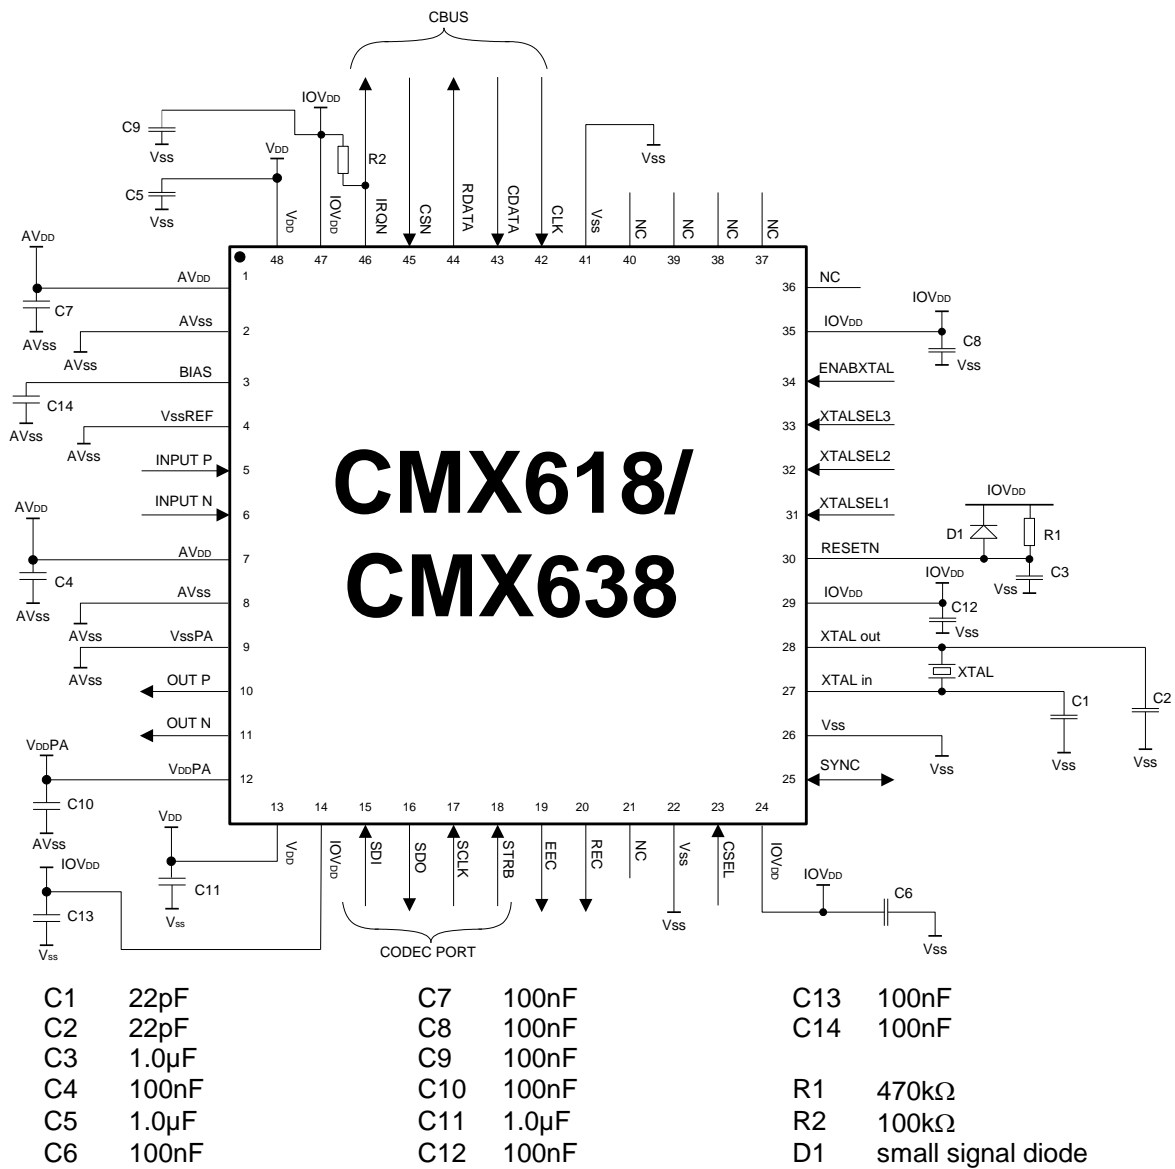 CBUS
IOVDD
C9
Vss
R2
VDD
C5
Vss
Vss
VDD
IOVDD
IRQN
CSN
RDATA
CDATA
CLK
Vss
NC
NC
NC
NC
48
47
46
45
44
43
42
41
40
39
38
37
AVDD
AVDD
1
C7
AVss
AVss
2
AVss
BIAS
3
C14
AVss
VssREF
4
AVss
INPUT P
5
INPUT N
6
AVDD
AVDD
7
C4
AVss
AVss
8
AVss
VssPA
9
AVss
OUT P
10
OUT N
11
VDDPA
VDDPA
12
C10
AVss
CMX618/
CMX638
36
NC
IOVDD
35
IOVDD
C8
Vss
34
ENABXTAL
33
XTALSEL3
32
XTALSEL2
31
XTALSEL1
IOVDD
D1
R1
30
RESETN
C3
Vss
IOVDD
29
IOVDD
C12
Vss
28
XTAL out
XTAL
27
XTAL in
C1
C2
Vss
Vss
26
Vss
Vss
25
SYNC
13
14
15
16
17
18
19
20
21
22
23
24
VDD
IOVDD
SDI
SDO
SCLK
STRB
EEC
REC
NC
Vss
CSEL
IOVDD
VDD
C11
Vss
IOVDD
C13
Vss
CODEC PORT
Vss
IOVDD
C6
Vss
C1 22pF C7 100nF C13 100nF
C2 22pF C8 100nF C14 100nF
C3 1.0µF C9 100nF
C4 100nF C10 100nF R1 470kΩ
C5 1.0µF C11 1.0µF R2 100kΩ
C6 100nF C12 100nF D1 small signal diode